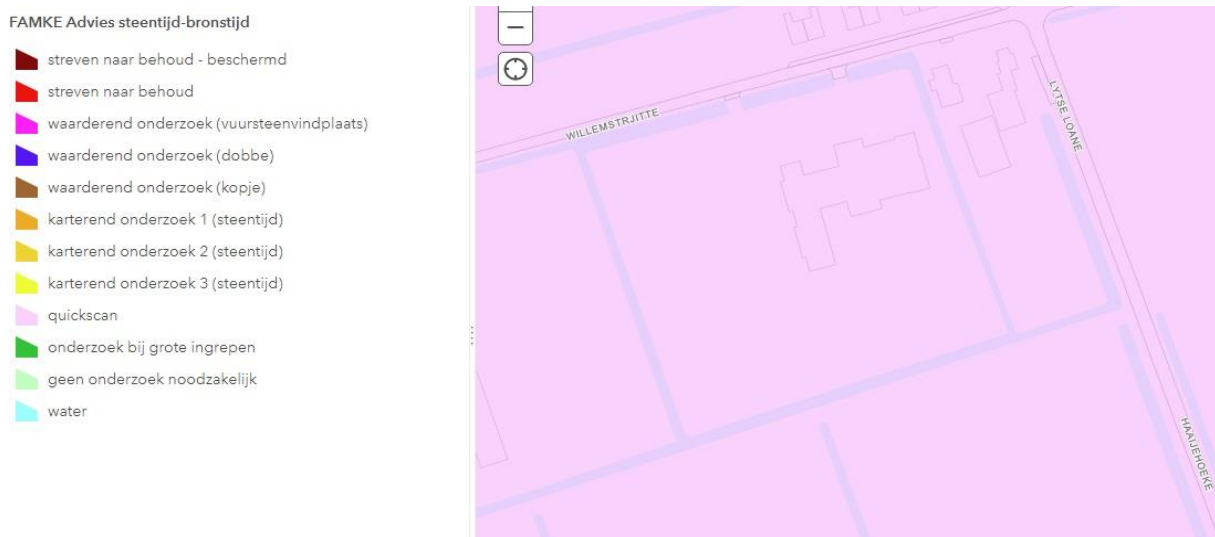 FAMKE Advies steentijd-bronstijd
streven naar behoud - beschermd
streven naar behoud
waarderend onderzoek (vuursteenvindplaats)
waarderend onderzoek (dobbe)
waarderend onderzoek (kopje)
karterend onderzoek 1 (steentijd)
karterend onderzoek 2 (steentijd)
karterend onderzoek 3 (steentijd)
quickscan
onderzoek bij grote ingrepen
geen onderzoek noodzakelijk
water
WILLEMSTRJITTE
LYTSE LOANE
HAAIJEHOEKE